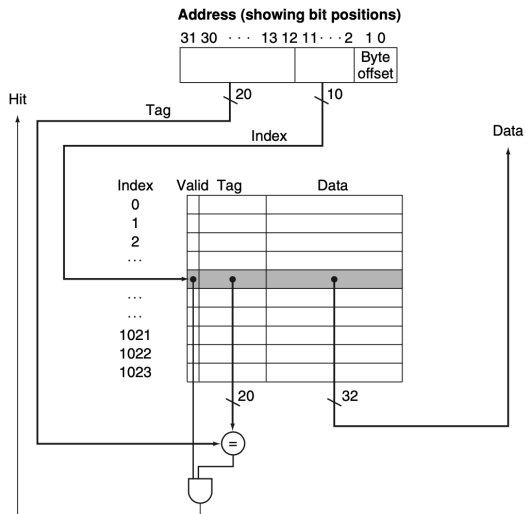 Address (showing bit positions)
31 30 · · · 13 12 11 · · · 2 1 0
Byte
offset
20
10
Hit
Tag
Data
Index
Index Valid Tag Data
0
1
2
· · ·
· · ·
· · ·
1021
1022
1023
20
32
=